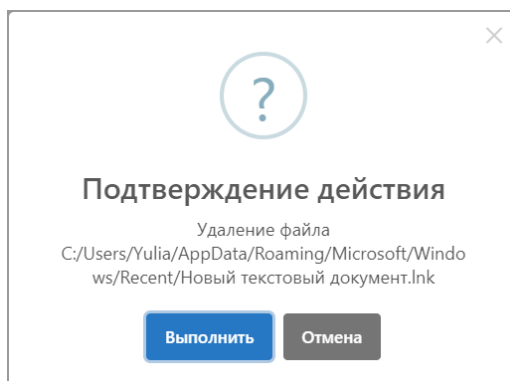 ?
Подтверждение действия
Удаление файла
C:/Users/Yulia/AppData/Roaming/Microsoft/Windo
ws/Recent/Новый текстовый документ.lnk
Выполнить Отмена